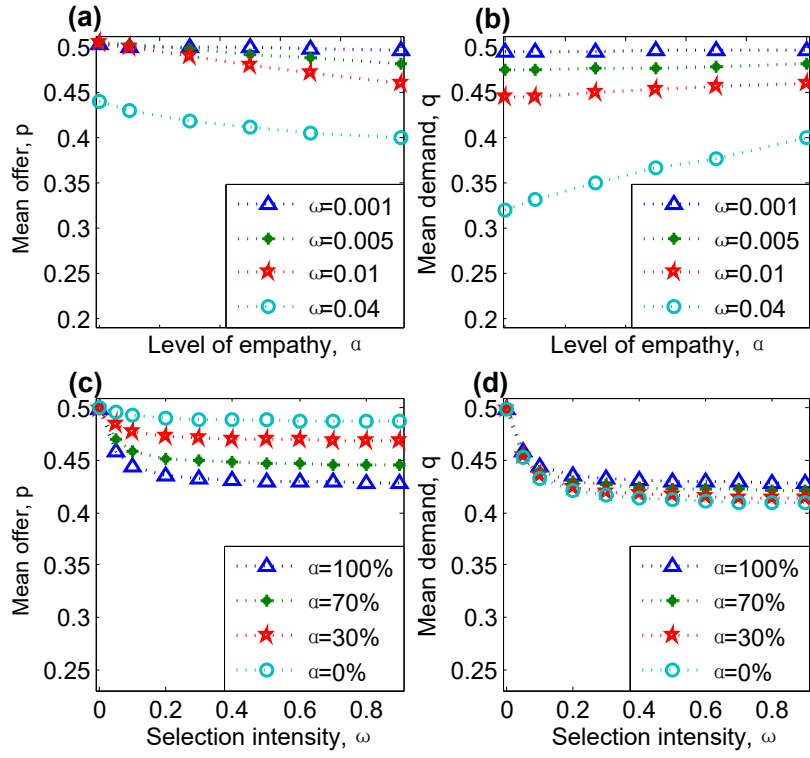 (a)
0.5
0.45
0.4
0.35
0.3
0.25
0.2
Mean offer, p
ω=0.001
ω=0.005
ω=0.01
ω=0.04
Level of empathy, α
(b)
0.5
0.45
0.4
0.35
0.3
0.25
0.2
Mean demand, q
ω=0.001
ω=0.005
ω=0.01
ω=0.04
Level of empathy, α
(c)
0.5
0.45
0.4
0.35
0.3
0.25
Mean offer, p
α=100%
α=70%
α=30%
α=0%
0 0.2 0.4 0.6 0.8
Selection intensity, ω
(d)
0.5
0.45
0.4
0.35
0.3
0.25
Mean demand, q
α=100%
α=70%
α=30%
α=0%
0 0.2 0.4 0.6 0.8
Selection intensity, ω